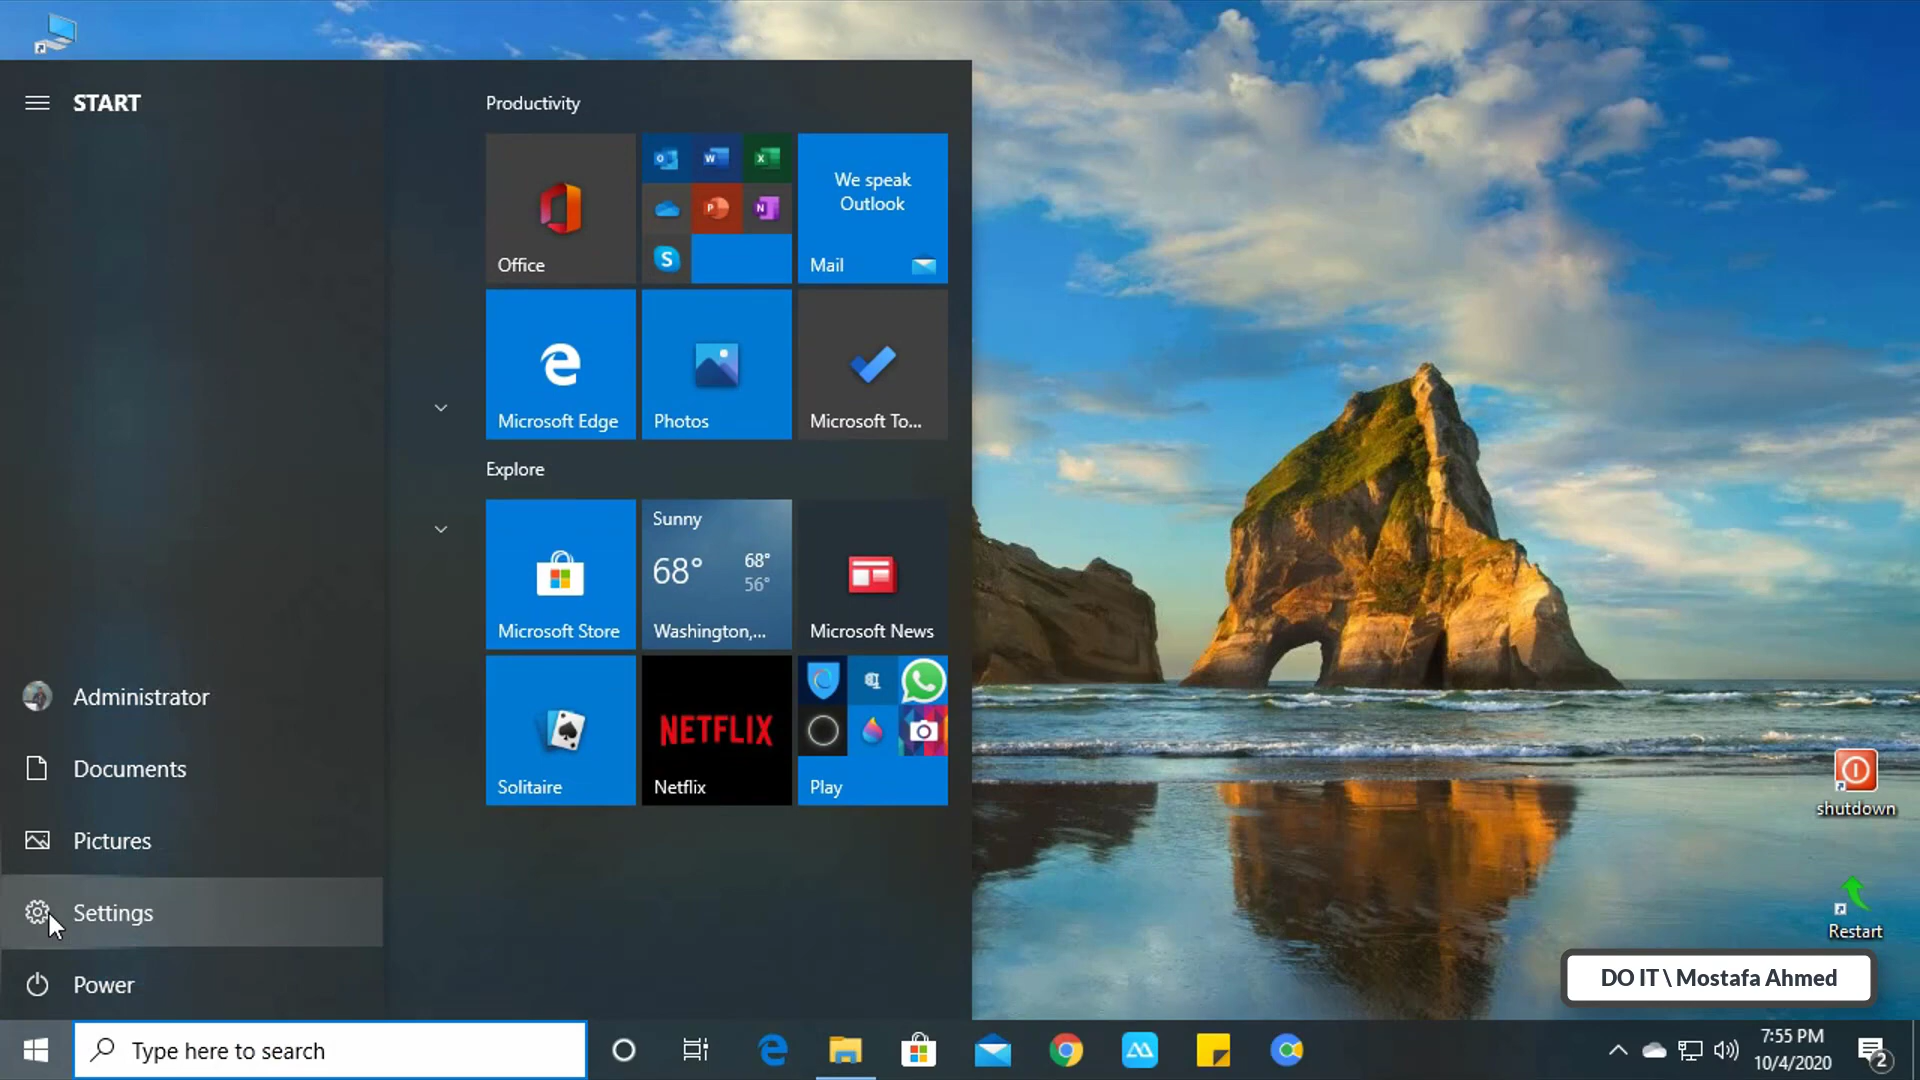 START
Productivity
Office
We speak
Outlook
Mail
Microsoft Edge
Photos
Microsoft To...
Explore
Microsoft Store
Sunny
68°
68°
56°
Washington,...
Microsoft News
Solitaire
NETFLIX
Netflix
Play
Administrator
Documents
Pictures
Settings
Power
shutdown
Restart
DO IT \ Mostafa Ahmed
Type here to search
7:55 PM
10/4/2020
2